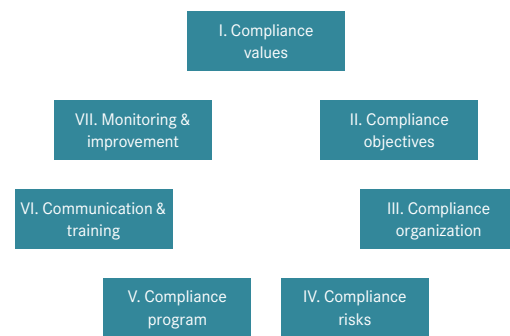 I. Compliance
values
VII. Monitoring &
improvement
II. Compliance
objectives
VI. Communication &
training
III. Compliance
organization
V. Compliance
program
IV. Compliance
risks